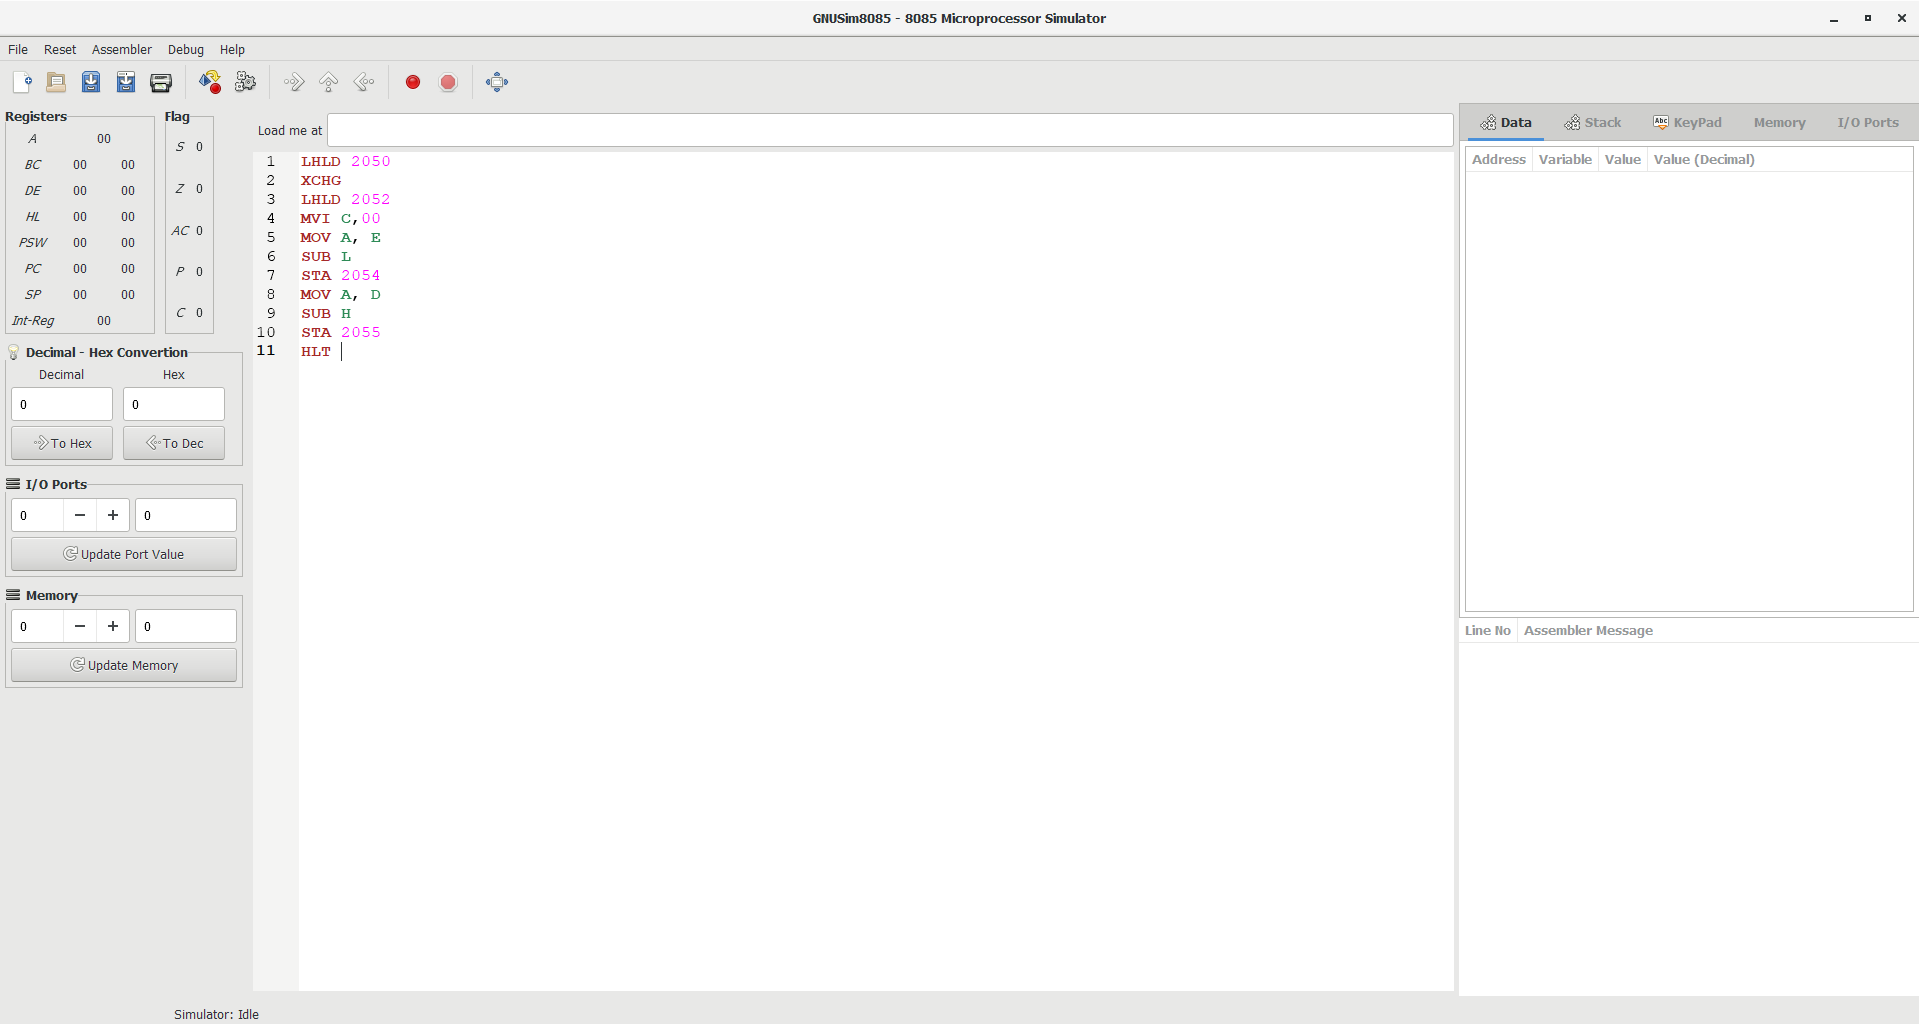 GNUSim8085 - 8085 Microprocessor Simulator
File Reset Assembler Debug Help
Registers
A 00
BC 00 00
DE 00 00
HL 00 00
PSW 00 00
PC 00 00
SP 00 00
Int-Reg 00
Flag
S 0
Z 0
AC 0
P 0
C 0
Decimal - Hex Convertion
Decimal Hex
0 0
To Hex To Dec
I/O Ports
0 − + 0
Update Port Value
Memory
0 − + 0
Update Memory
Load me at
1 LHLD 2050
2 XCHG
3 LHLD 2052
4 MVI C,00
5 MOV A, E
6 SUB L
7 STA 2054
8 MOV A, D
9 SUB H
10 STA 2055
11 HLT
Data Stack Abc KeyPad Memory I/O Ports
Address Variable Value Value (Decimal)
Line No Assembler Message
Simulator: Idle